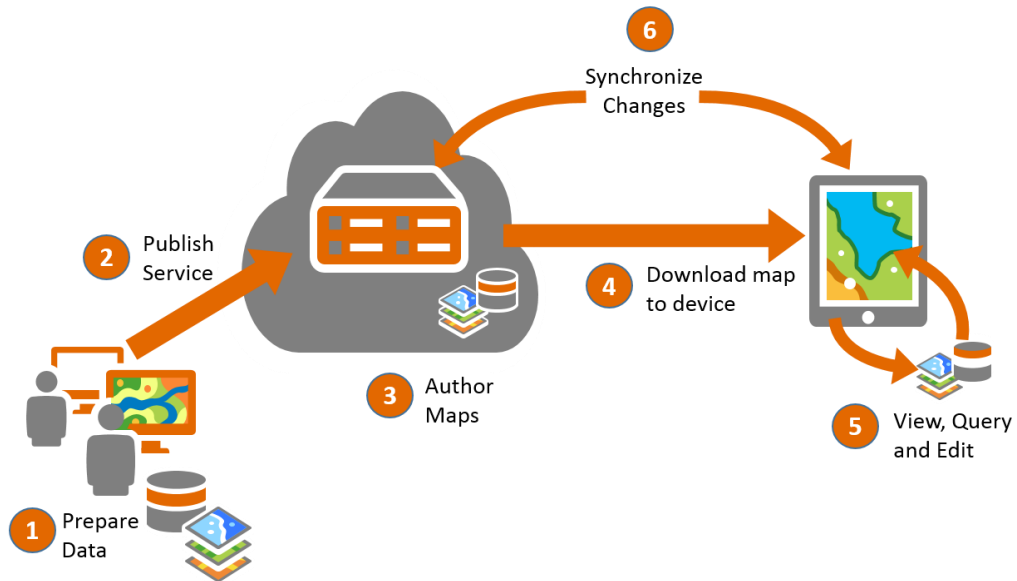 1
Prepare
Data
2
Publish
Service
3
Author
Maps
4
Download map
to device
5
View, Query
and Edit
6
Synchronize
Changes